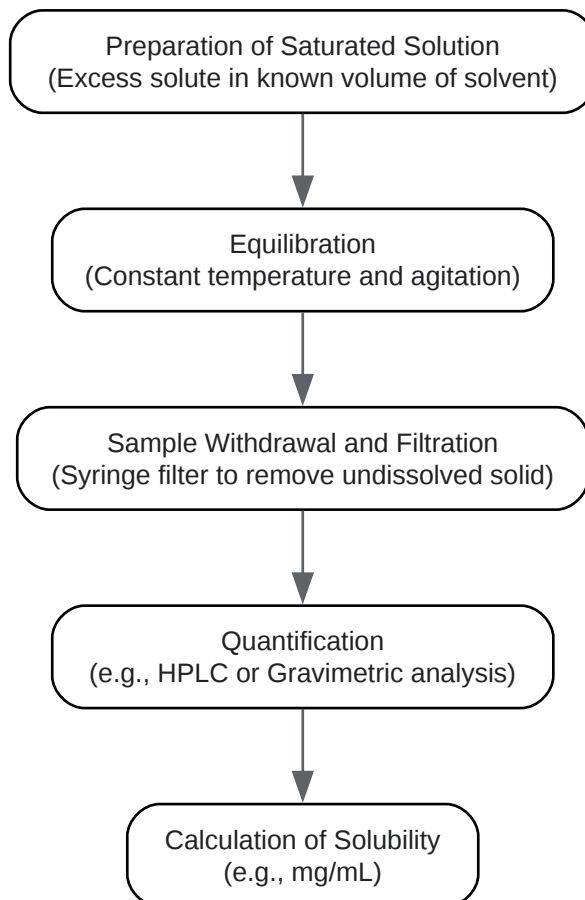 Preparation of Saturated Solution
(Excess solute in known volume of solvent)
Equilibration
(Constant temperature and agitation)
Sample Withdrawal and Filtration
(Syringe filter to remove undissolved solid)
Quantification
(e.g., HPLC or Gravimetric analysis)
Calculation of Solubility
(e.g., mg/mL)